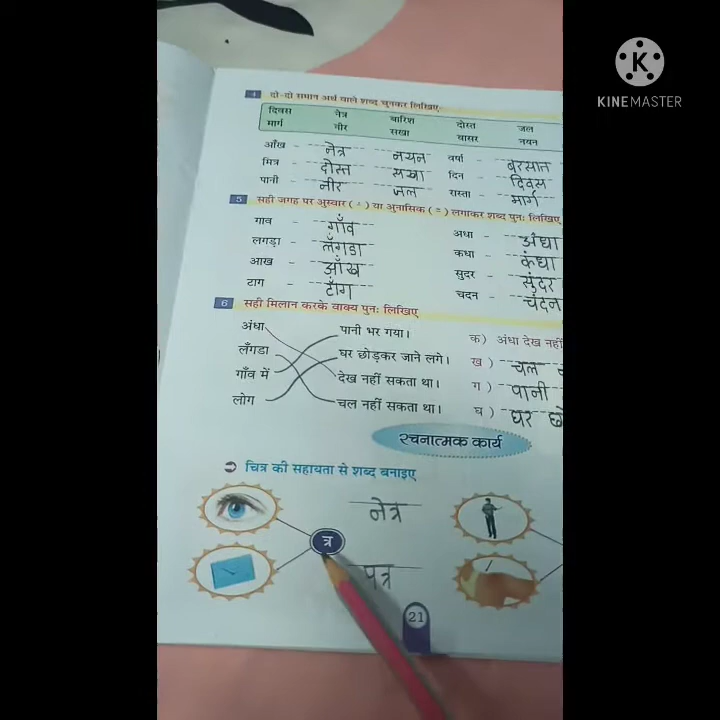 K
KINEMASTER
4 दो-दो समान अर्थ वाले शब्द चुनकर लिखिए-
दिवस नेत्र बारिश दोस्त जल
मार्ग नीर सखा वासर नयन
आँख - नेत्र नयन वर्षा - बरसात
मित्र - दोस्त सखा दिन - दिवस
पानी - नीर जल रास्ता - मार्ग
5 सही जगह पर अुस्वार ( ं ) या अुनासिक ( ँ ) लगाकर शब्द पुनः लिखिए
गाव - गाँव अधा - अंधा
लगड़ा - लँगडा कधा - कंधा
आख - आँख सुदर - सुंदर
टाग - टाँग चदन - चंदन
6 सही मिलान करके वाक्य पुनः लिखिए
अंधा पानी भर गया। क) अंधा देख नहीं
लँगडा घर छोड़कर जाने लगे। ख) चल
गाँव में देख नहीं सकता था। ग) पानी
लोग चल नहीं सकता था। घ) घर
रचनात्मक कार्य
चित्र की सहायता से शब्द बनाइए
नेत्र
त्र
पत्र
21